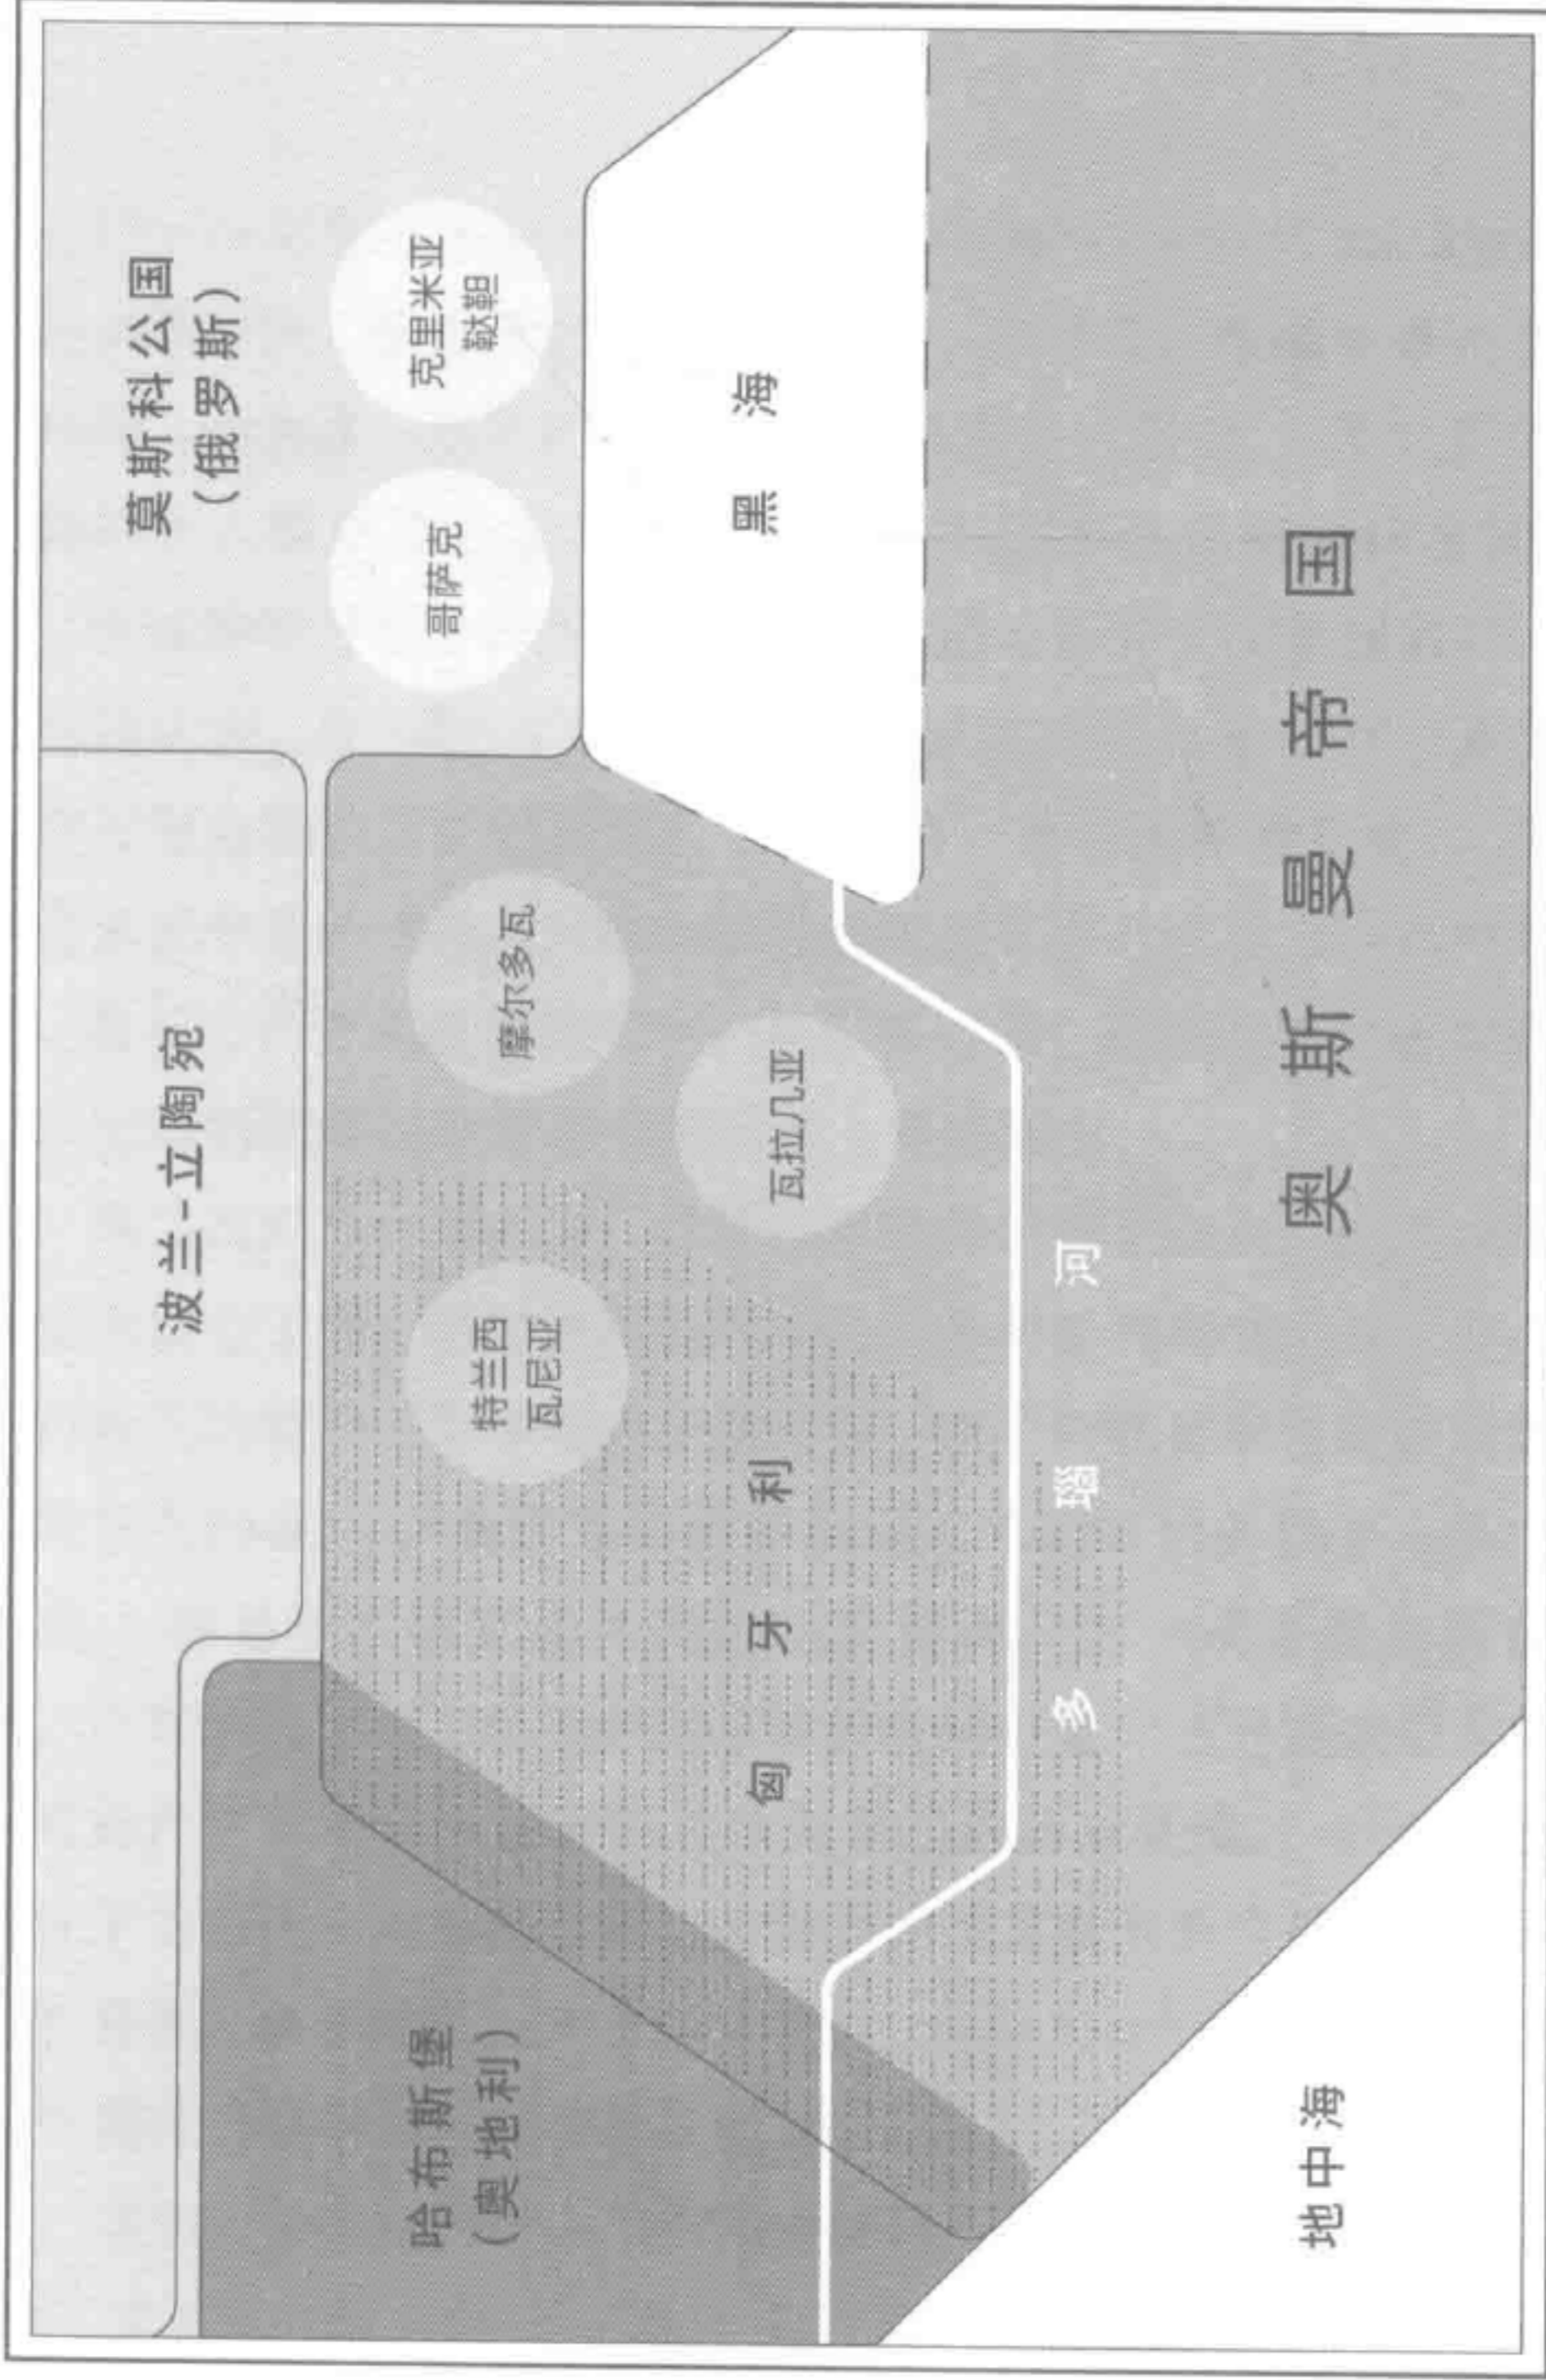 波兰-立陶宛
莫斯科公国
（俄罗斯）
哈布斯堡
（奥地利）
特兰西
瓦尼亚
摩尔多瓦
哥萨克
克里米亚
鞑靼
匈牙利
瓦拉几亚
黑海
多瑙河
奥斯曼帝国
地中海